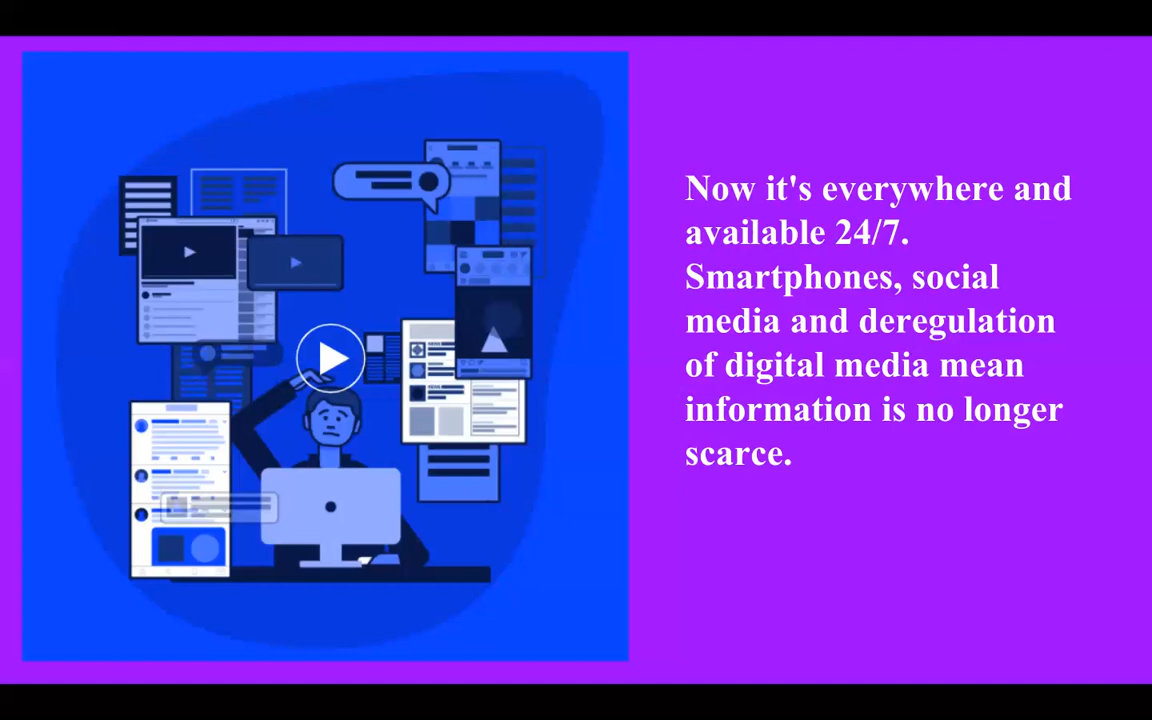 Now it's everywhere and
available 24/7.
Smartphones, social
media and deregulation
of digital media mean
information is no longer
scarce.